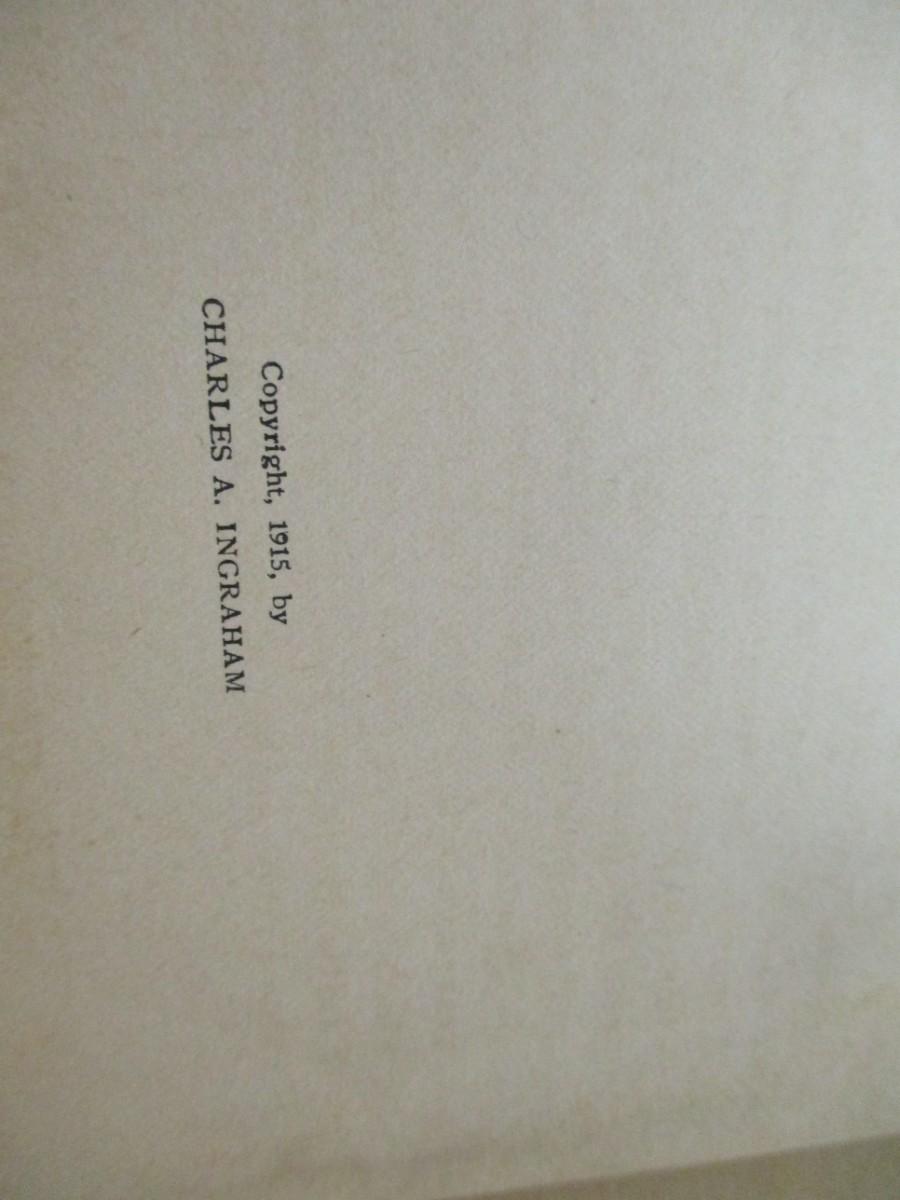 Copyright, 1915, by
CHARLES A. INGRAHAM